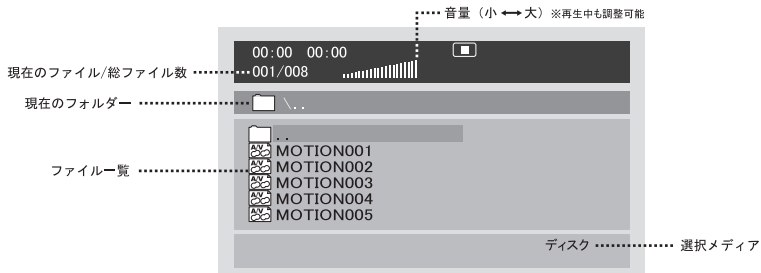 音量（小 ⟷ 大）※再生中も調整可能
00:00 00:00
現在のファイル/総ファイル数
001/008
現在のフォルダー
\..
..
MOTION001
MOTION002
ファイル一覧
MOTION003
MOTION004
MOTION005
ディスク
選択メディア